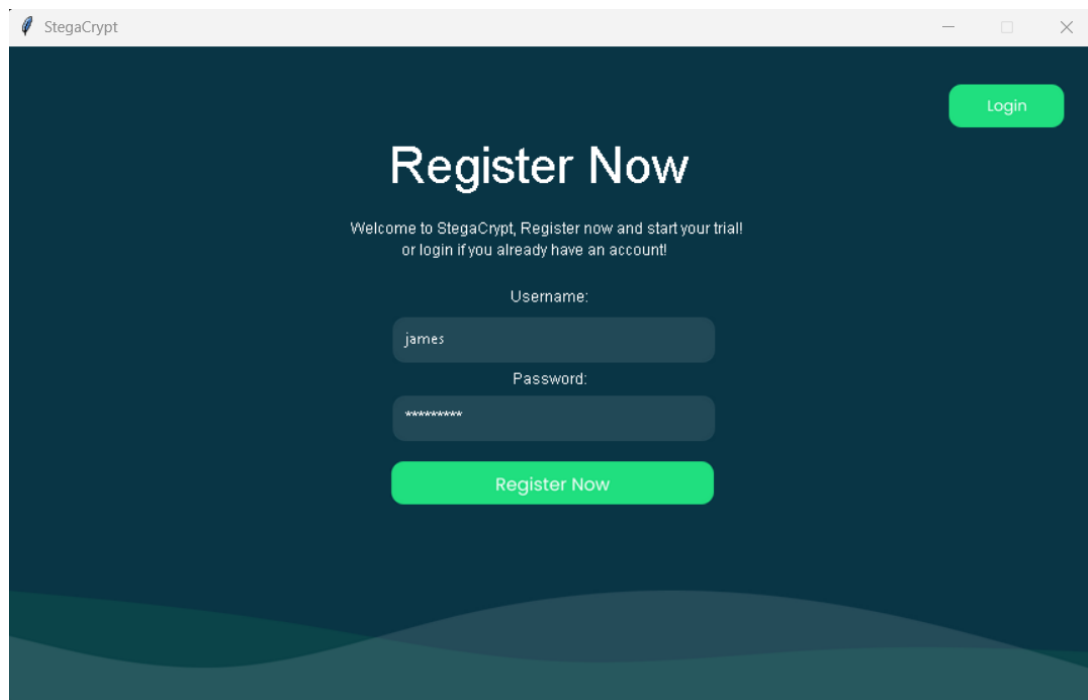 StegaCrypt
Login
Register Now
Welcome to StegaCrypt, Register now and start your trial!
or login if you already have an account!
Username:
james
Password:
*********
Register Now